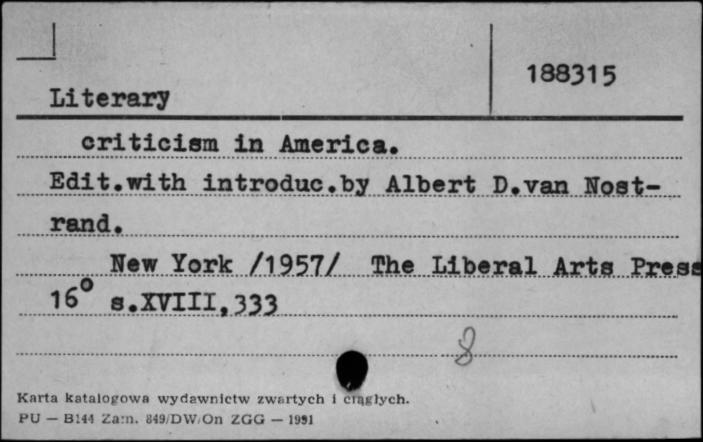 188315
Literary
criticism in America.
Edit.with introduc.by Albert D.van Nost-
rand.
New York /1957/ The Liberal Arts Press
16° s.XVIII,333
8
Karta katalogowa wydawnictw zwartych i ciągłych.
PU — B144 Zam. 849/DW/On ZGG — 1991